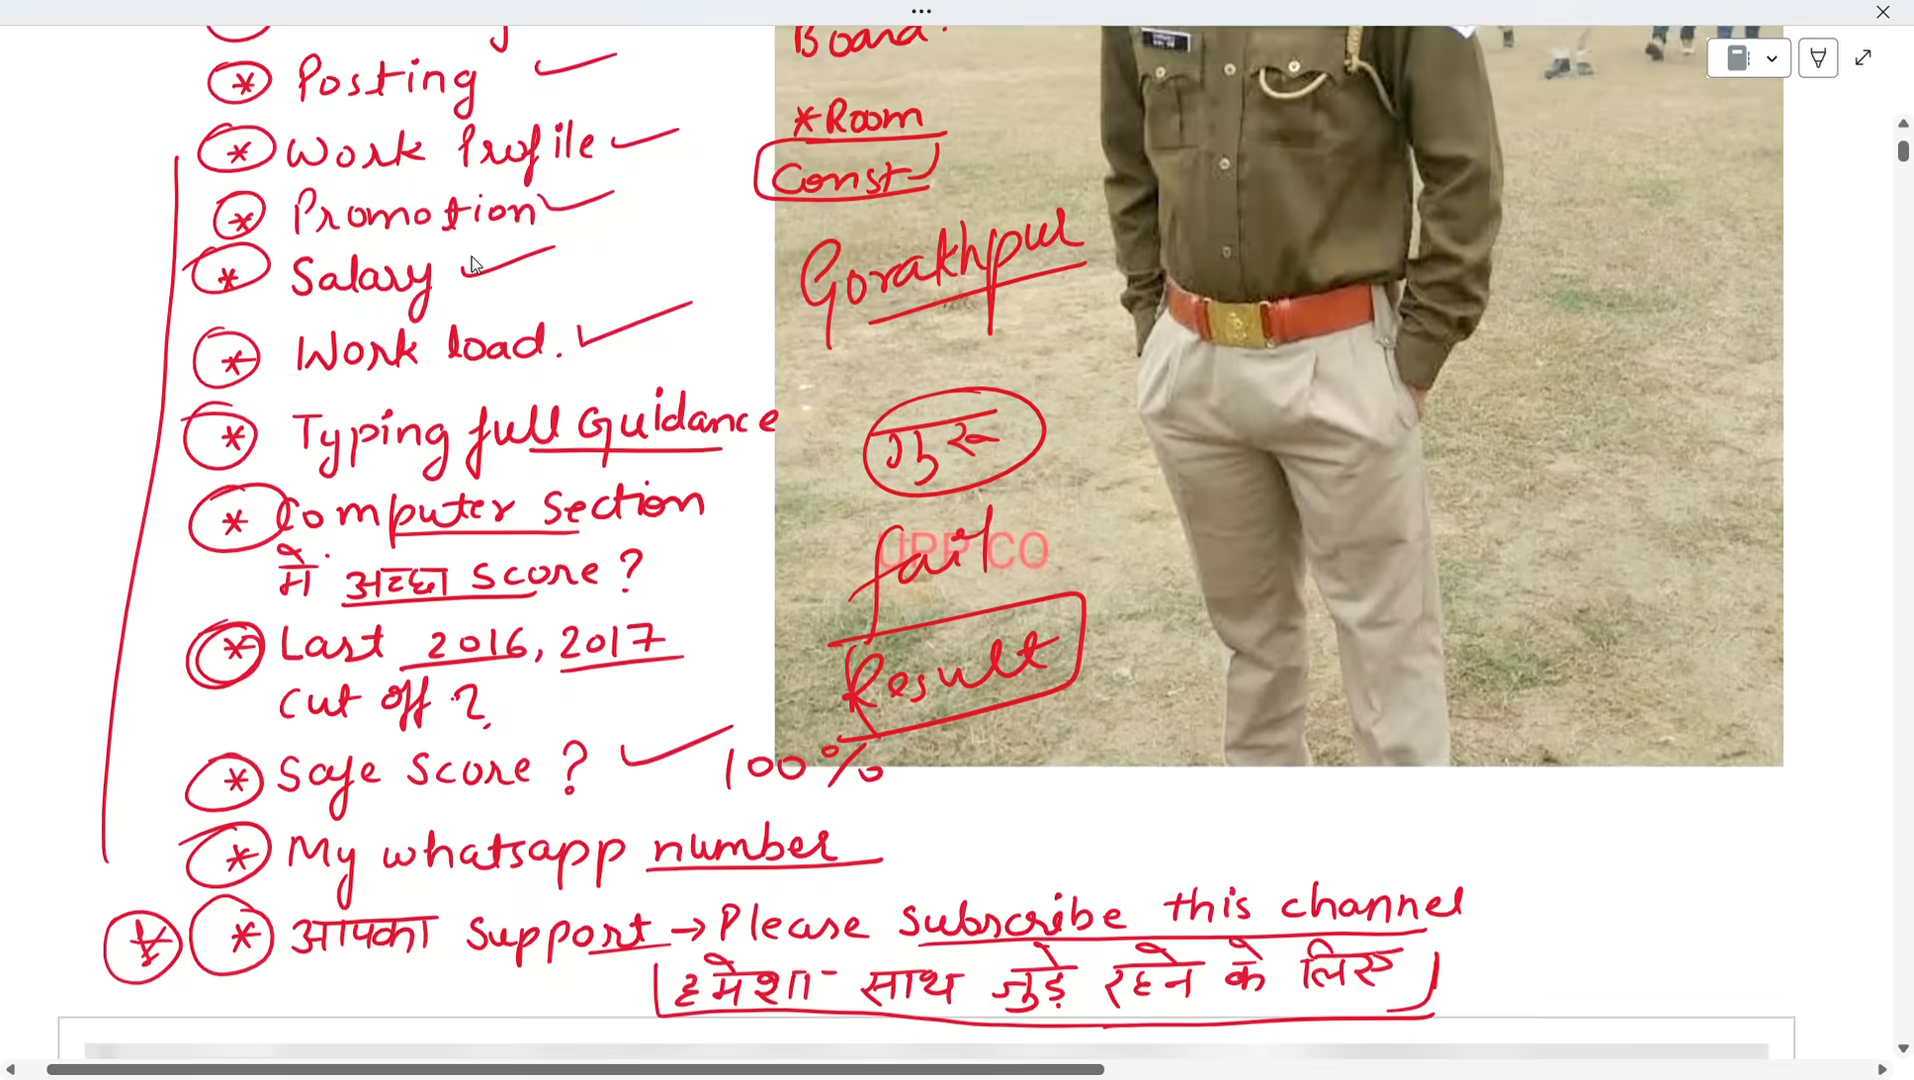 * Posting
* Work Profile
* Promotion
* Salary
* Work load.
* Typing full Guidance
* Computer Section
में अच्छा score ?
* Last 2016, 2017
cut off ?
* Safe Score ? 100%
* My whatsapp number
* आपका Support → Please Subscribe this channel
हमेशा साथ जुड़े रहने के लिए
Board.
* Room
Const
Gorakhpur
fail
UPP CO
Result